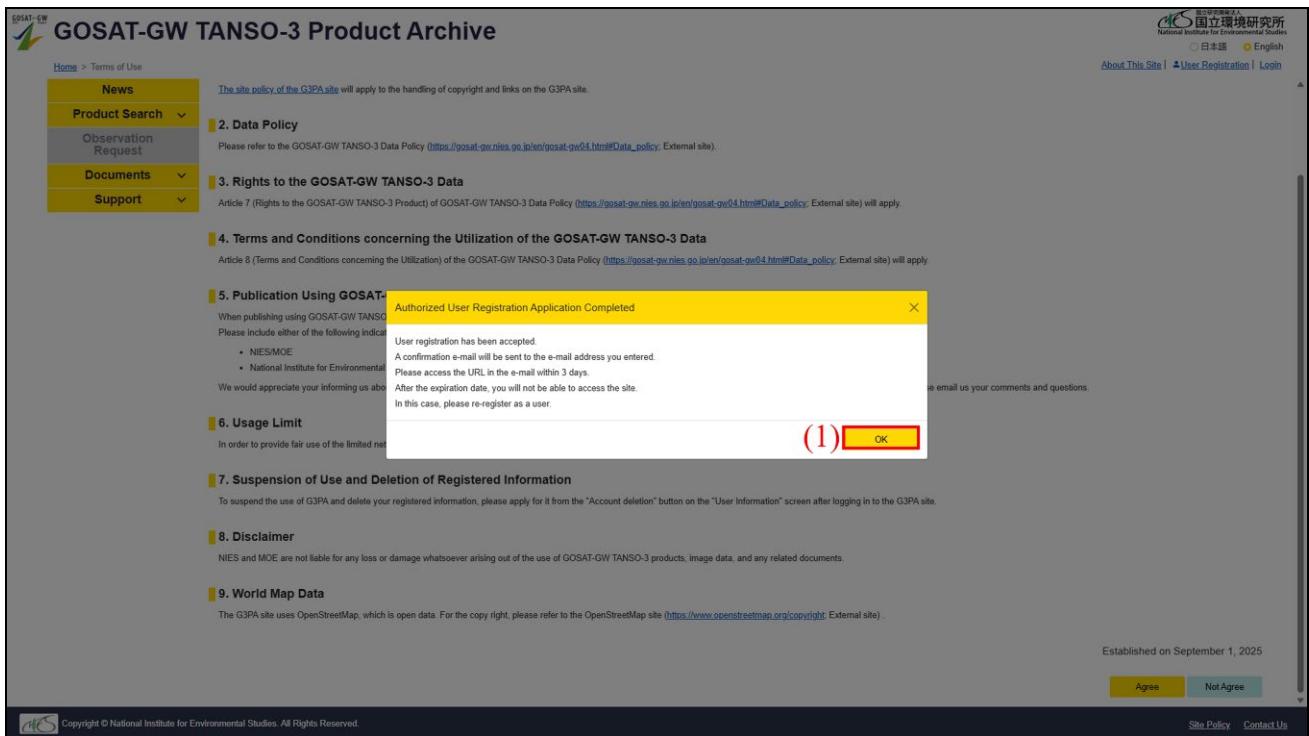 GOSAT-GW
GOSAT-GW TANSO-3 Product Archive
国立研究開発法人
国立環境研究所
National Institute for Environmental Studies
日本語 English
Home > Terms of Use
About This Site | User Registration | Login
News
Product Search
Observation
Request
Documents
Support
The site policy of the G3PA site will apply to the handling of copyright and links on the G3PA site.
2. Data Policy
Please refer to the GOSAT-GW TANSO-3 Data Policy (https://gosat-gw.nies.go.jp/en/gosat-gw04.html#Data_policy; External site).
3. Rights to the GOSAT-GW TANSO-3 Data
Article 7 (Rights to the GOSAT-GW TANSO-3 Product) of GOSAT-GW TANSO-3 Data Policy (https://gosat-gw.nies.go.jp/en/gosat-gw04.html#Data_policy; External site) will apply.
4. Terms and Conditions concerning the Utilization of the GOSAT-GW TANSO-3 Data
Article 8 (Terms and Conditions concerning the Utilization) of the GOSAT-GW TANSO-3 Data Policy (https://gosat-gw.nies.go.jp/en/gosat-gw04.html#Data_policy; External site) will apply.
5. Publication Using GOSAT-
When publishing using GOSAT-GW TANSO
Please include either of the following indicat
• NIES/MOE
• National Institute for Environmental
We would appreciate your informing us abo
e email us your comments and questions.
Authorized User Registration Application Completed
User registration has been accepted.
A confirmation e-mail will be sent to the e-mail address you entered.
Please access the URL in the e-mail within 3 days.
After the expiration date, you will not be able to access the site.
In this case, please re-register as a user.
(1) OK
6. Usage Limit
In order to provide fair use of the limited net
7. Suspension of Use and Deletion of Registered Information
To suspend the use of G3PA and delete your registered information, please apply for it from the "Account deletion" button on the "User Information" screen after logging in to the G3PA site.
8. Disclaimer
NIES and MOE are not liable for any loss or damage whatsoever arising out of the use of GOSAT-GW TANSO-3 products, image data, and any related documents.
9. World Map Data
The G3PA site uses OpenStreetMap, which is open data. For the copy right, please refer to the OpenStreetMap site (https://www.openstreetmap.org/copyright; External site) .
Established on September 1, 2025
Agree Not Agree
NIES Copyright © National Institute for Environmental Studies. All Rights Reserved.
Site Policy Contact Us